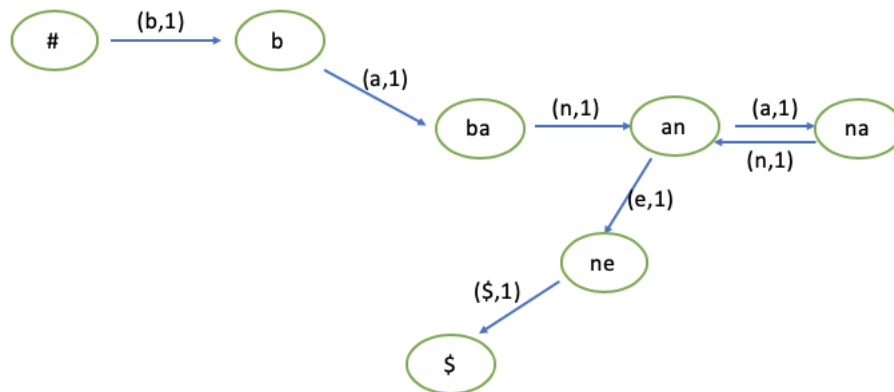 (b,1)
# b
(a,1)
(n,1) (a,1)
ba an na
(n,1)
(e,1)
ne
($,1)
$